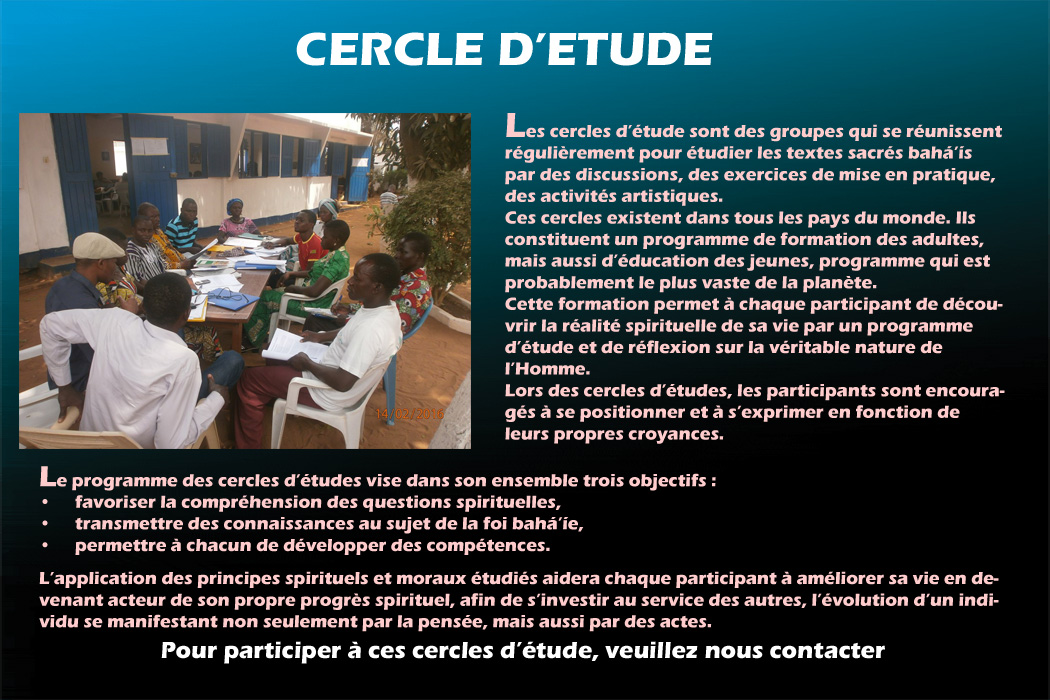 CERCLE D'ETUDE
Les cercles d'étude sont des groupes qui se réunissent
régulièrement pour étudier les textes sacrés bahá'ís
par des discussions, des exercices de mise en pratique,
des activités artistiques.
Ces cercles existent dans tous les pays du monde. Ils
constituent un programme de formation des adultes,
mais aussi d'éducation des jeunes, programme qui est
probablement le plus vaste de la planète.
Cette formation permet à chaque participant de décou-
vrir la réalité spirituelle de sa vie par un programme
d'étude et de réflexion sur la véritable nature de
l'Homme.
Lors des cercles d'études, les participants sont encoura-
gés à se positionner et à s'exprimer en fonction de
leurs propres croyances.
Le programme des cercles d'études vise dans son ensemble trois objectifs :
• favoriser la compréhension des questions spirituelles,
• transmettre des connaissances au sujet de la foi bahá'íe,
• permettre à chacun de développer des compétences.
L'application des principes spirituels et moraux étudiés aidera chaque participant à améliorer sa vie en de-
venant acteur de son propre progrès spirituel, afin de s'investir au service des autres, l'évolution d'un indi-
vidu se manifestant non seulement par la pensée, mais aussi par des actes.
Pour participer à ces cercles d'étude, veuillez nous contacter